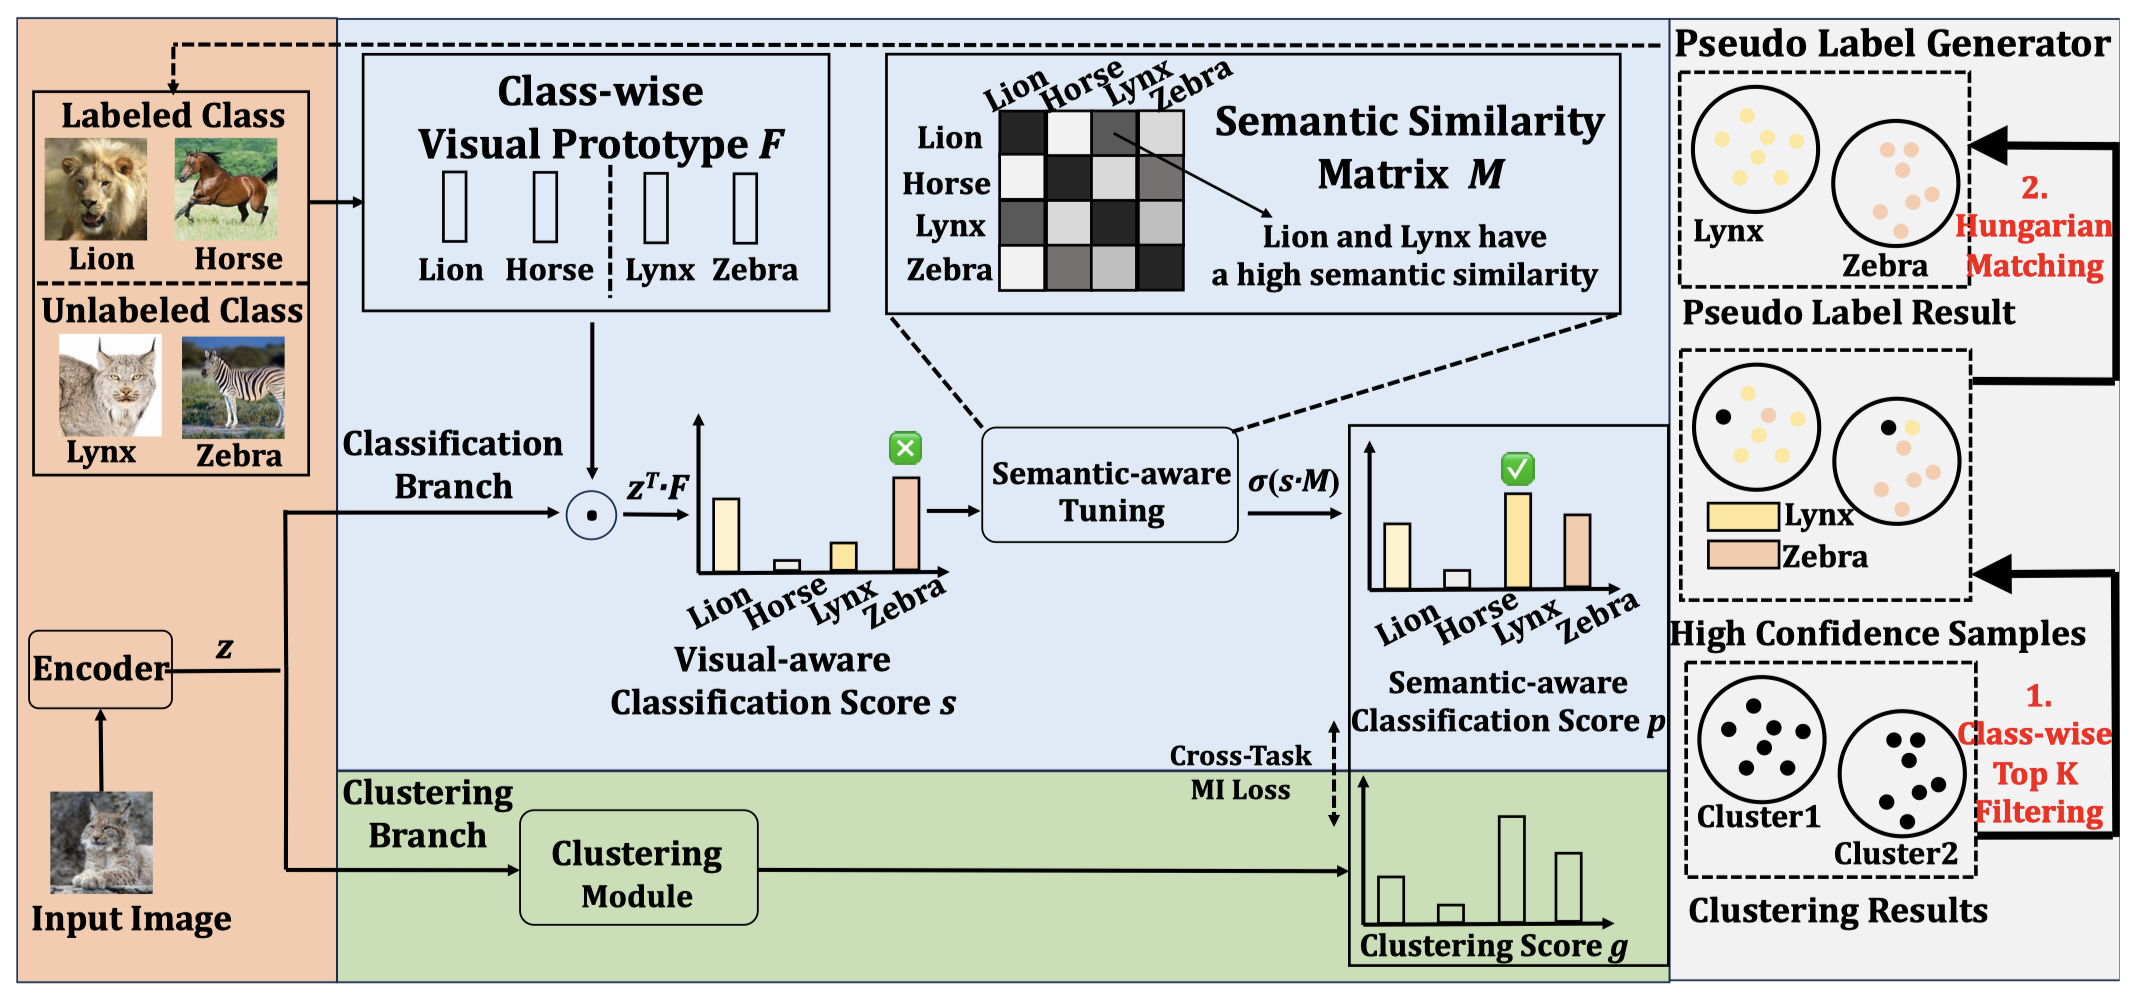 Labeled Class
Lion Horse
Unlabeled Class
Lynx Zebra
Encoder
z
Input Image
Class-wise
Visual Prototype F
Lion Horse Lynx Zebra
Lion Horse Lynx Zebra
Lion
Horse
Lynx
Zebra
Semantic Similarity
Matrix M
Lion and Lynx have
a high semantic similarity
Classification
Branch
z^T·F
Lion Horse Lynx Zebra
Visual-aware
Classification Score s
Semantic-aware
Tuning
σ(s·M)
Lion Horse Lynx Zebra
Semantic-aware
Classification Score p
Cross-Task
MI Loss
Clustering
Branch
Clustering
Module
Clustering Score g
Pseudo Label Generator
Lynx
Zebra
2.
Hungarian
Matching
Pseudo Label Result
Lynx
Zebra
High Confidence Samples
1.
Class-wise
Top K
Filtering
Cluster1
Cluster2
Clustering Results